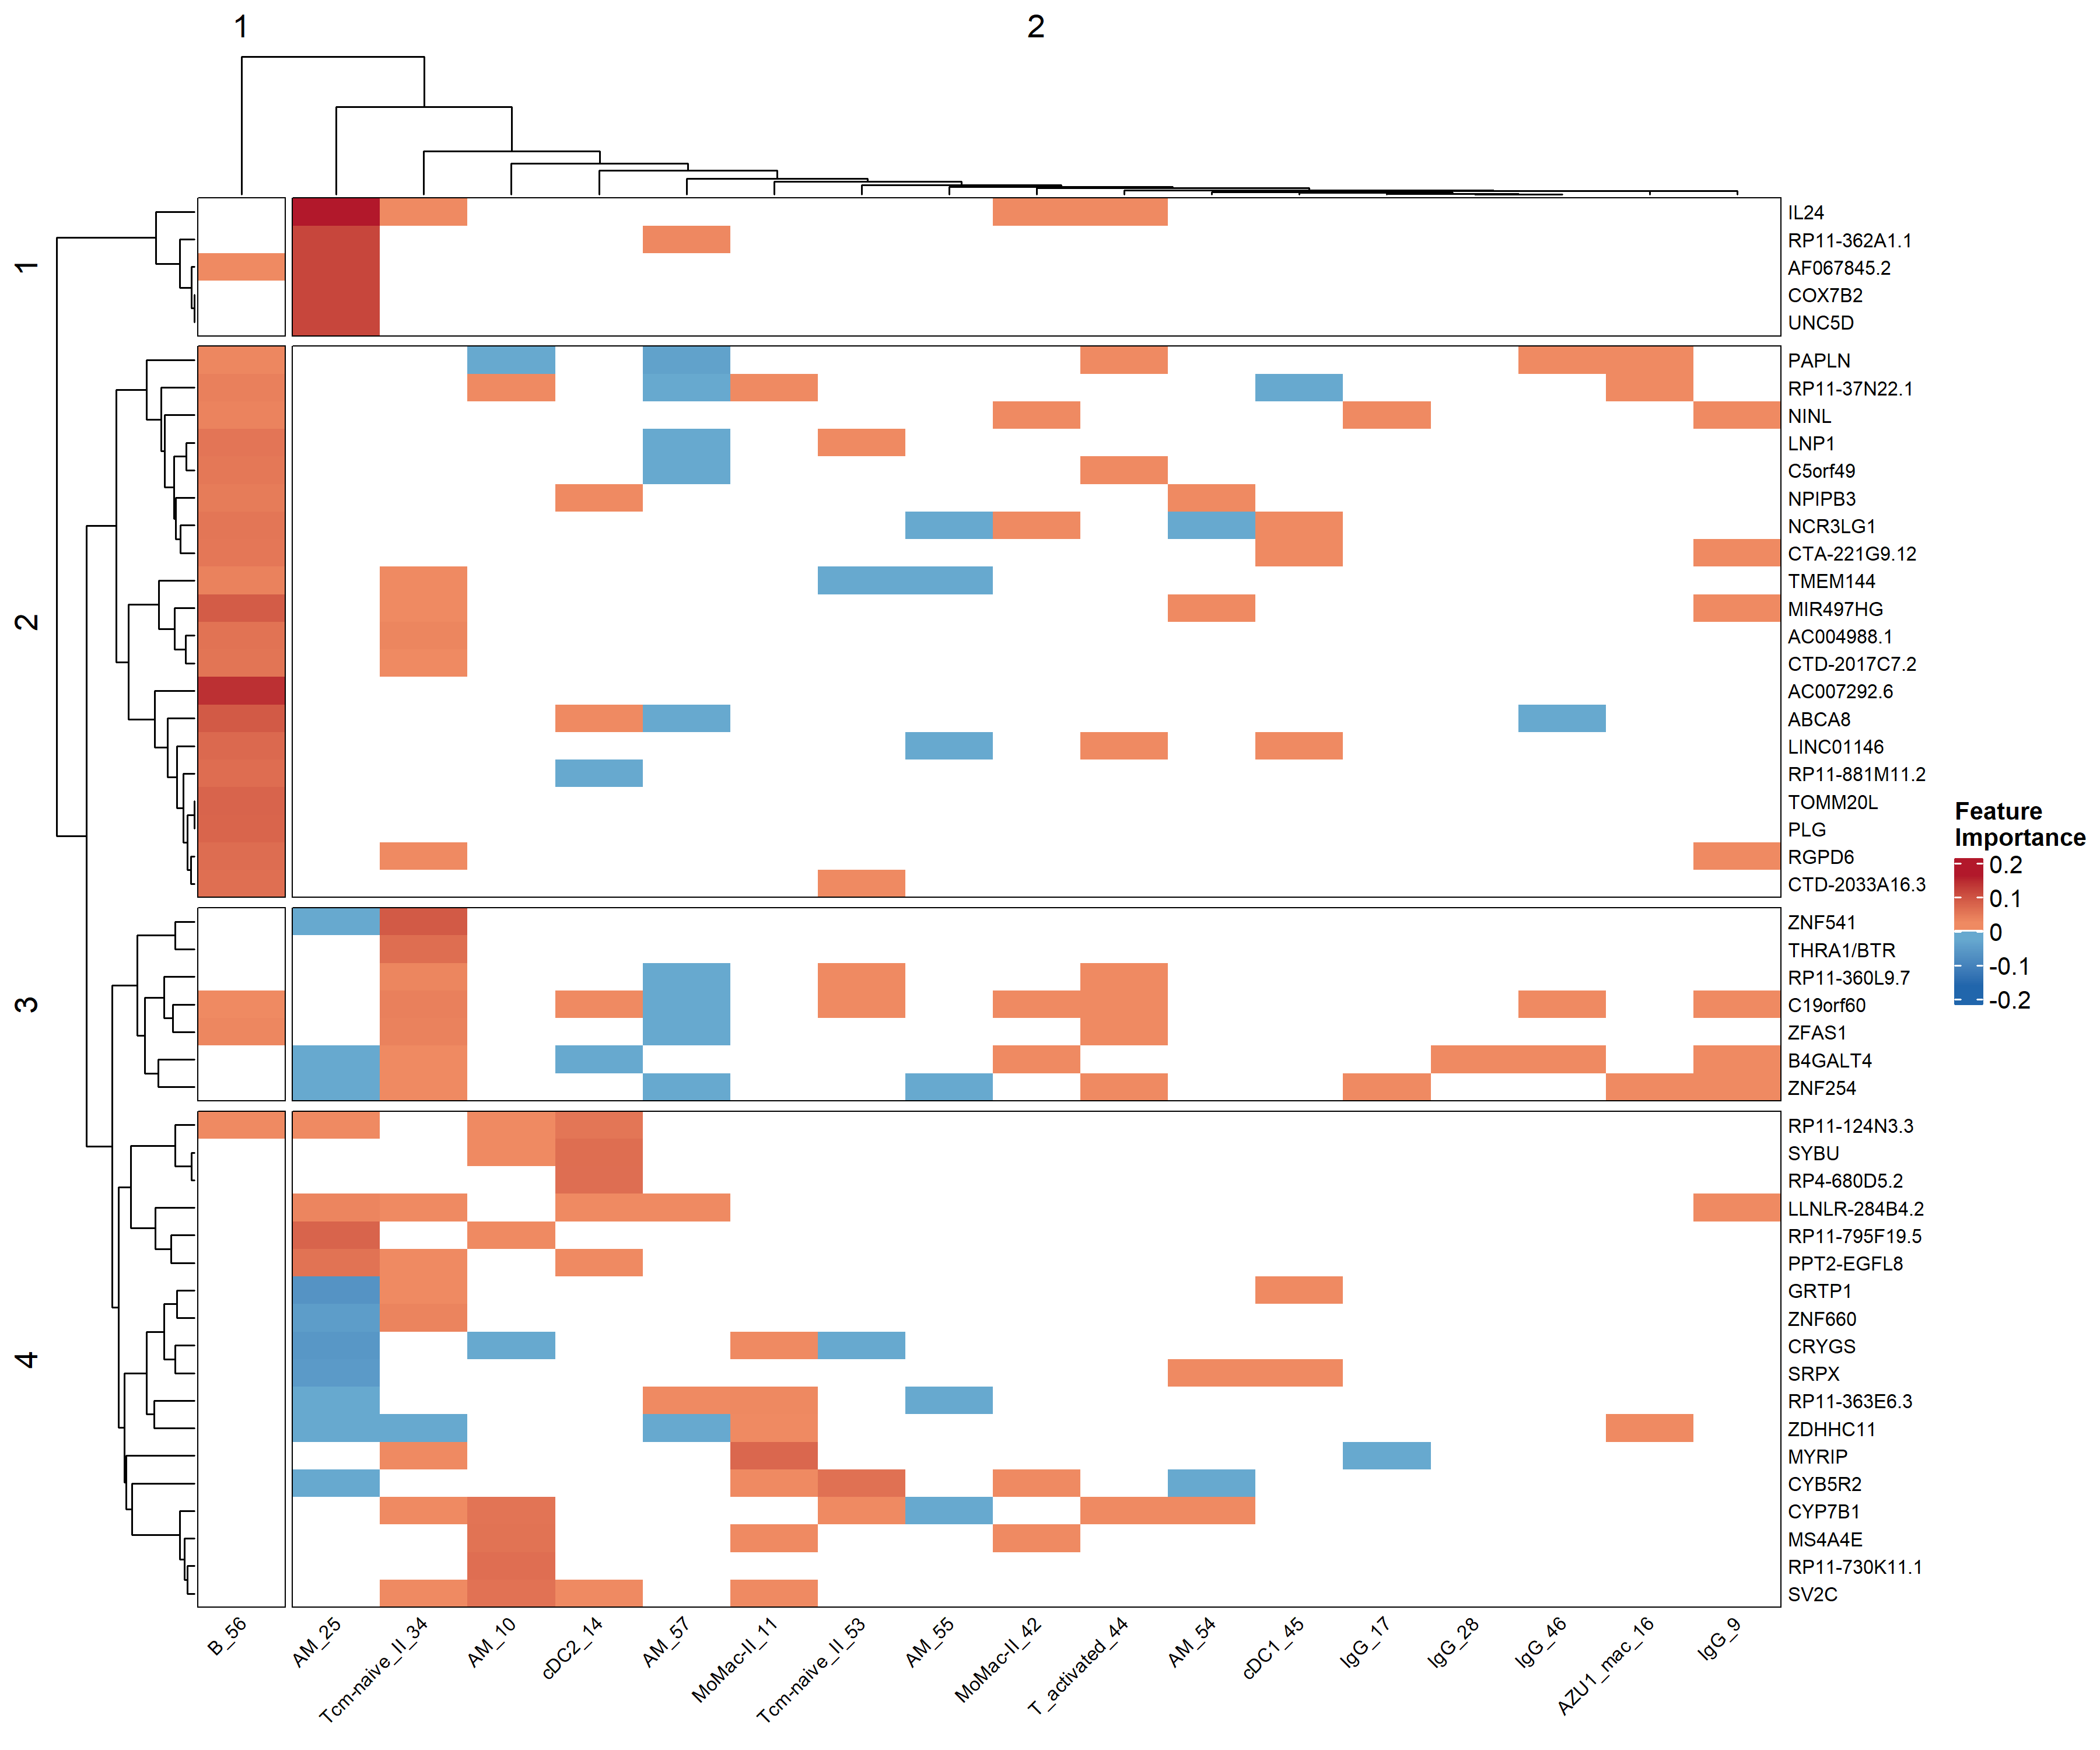 1
2
1
2
3
4
IL24
RP11-362A1.1
AF067845.2
COX7B2
UNC5D
PAPLN
RP11-37N22.1
NINL
LNP1
C5orf49
NPIPB3
NCR3LG1
CTA-221G9.12
TMEM144
MIR497HG
AC004988.1
CTD-2017C7.2
AC007292.6
ABCA8
LINC01146
RP11-881M11.2
TOMM20L
PLG
RGPD6
CTD-2033A16.3
ZNF541
THRA1/BTR
RP11-360L9.7
C19orf60
ZFAS1
B4GALT4
ZNF254
RP11-124N3.3
SYBU
RP4-680D5.2
LLNLR-284B4.2
RP11-795F19.5
PPT2-EGFL8
GRTP1
ZNF660
CRYGS
SRPX
RP11-363E6.3
ZDHHC11
MYRIP
CYB5R2
CYP7B1
MS4A4E
RP11-730K11.1
SV2C
Feature
Importance
0.2
0.1
0
-0.1
-0.2
B_56
AM_25
Tcm-naive_II_34
AM_10
cDC2_14
AM_57
MoMac-II_11
Tcm-naive_II_53
AM_55
MoMac-II_42
T_activated_44
AM_54
cDC1_45
IgG_17
IgG_28
IgG_46
AZU1_mac_16
IgG_9